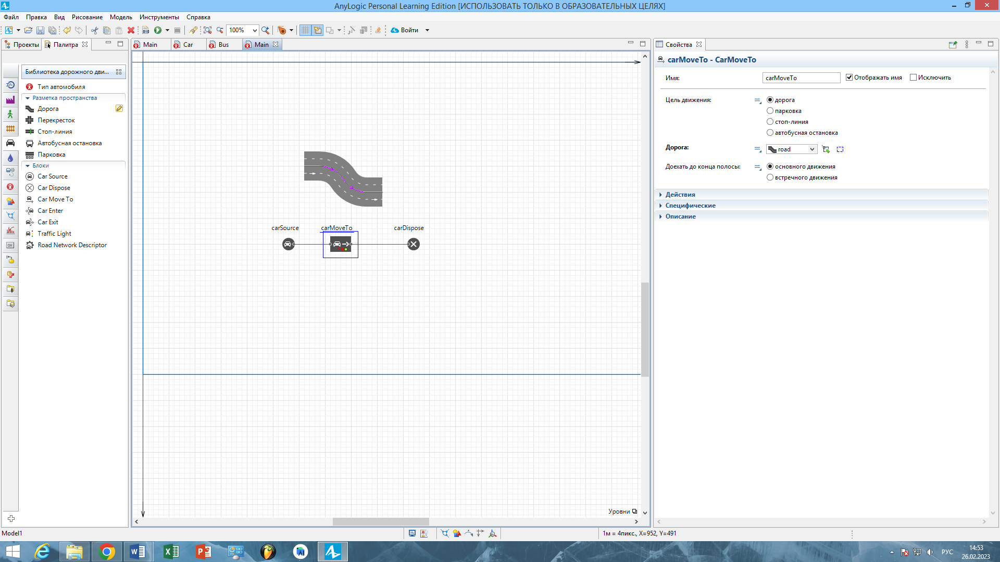 AnyLogic Personal Learning Edition [ИСПОЛЬЗОВАТЬ ТОЛЬКО В ОБРАЗОВАТЕЛЬНЫХ ЦЕЛЯХ]
Файл Правка Вид Рисование Модель Инструменты Справка
100% Войти
Проекты Палитра
Main Car Bus Main
Свойства
Библиотека дорожного дви...
Тип автомобиля
Разметка пространства
Дорога
Перекресток
Стоп-линия
Автобусная остановка
Парковка
Блоки
Car Source
Car Dispose
Car Move To
Car Enter
Car Exit
Traffic Light
Road Network Descriptor
carSource carMoveTo carDispose
Уровни
carMoveTo - CarMoveTo
Имя: carMoveTo Отображать имя Исключить
Цель движения: дорога
парковка
стоп-линия
автобусная остановка
Дорога: road
Доехать до конца полосы: основного движения
встречного движения
Действия
Специфические
Описание
Model1 1м = 4пикс., X=952, Y=491
РУС
14:53
26.02.2023